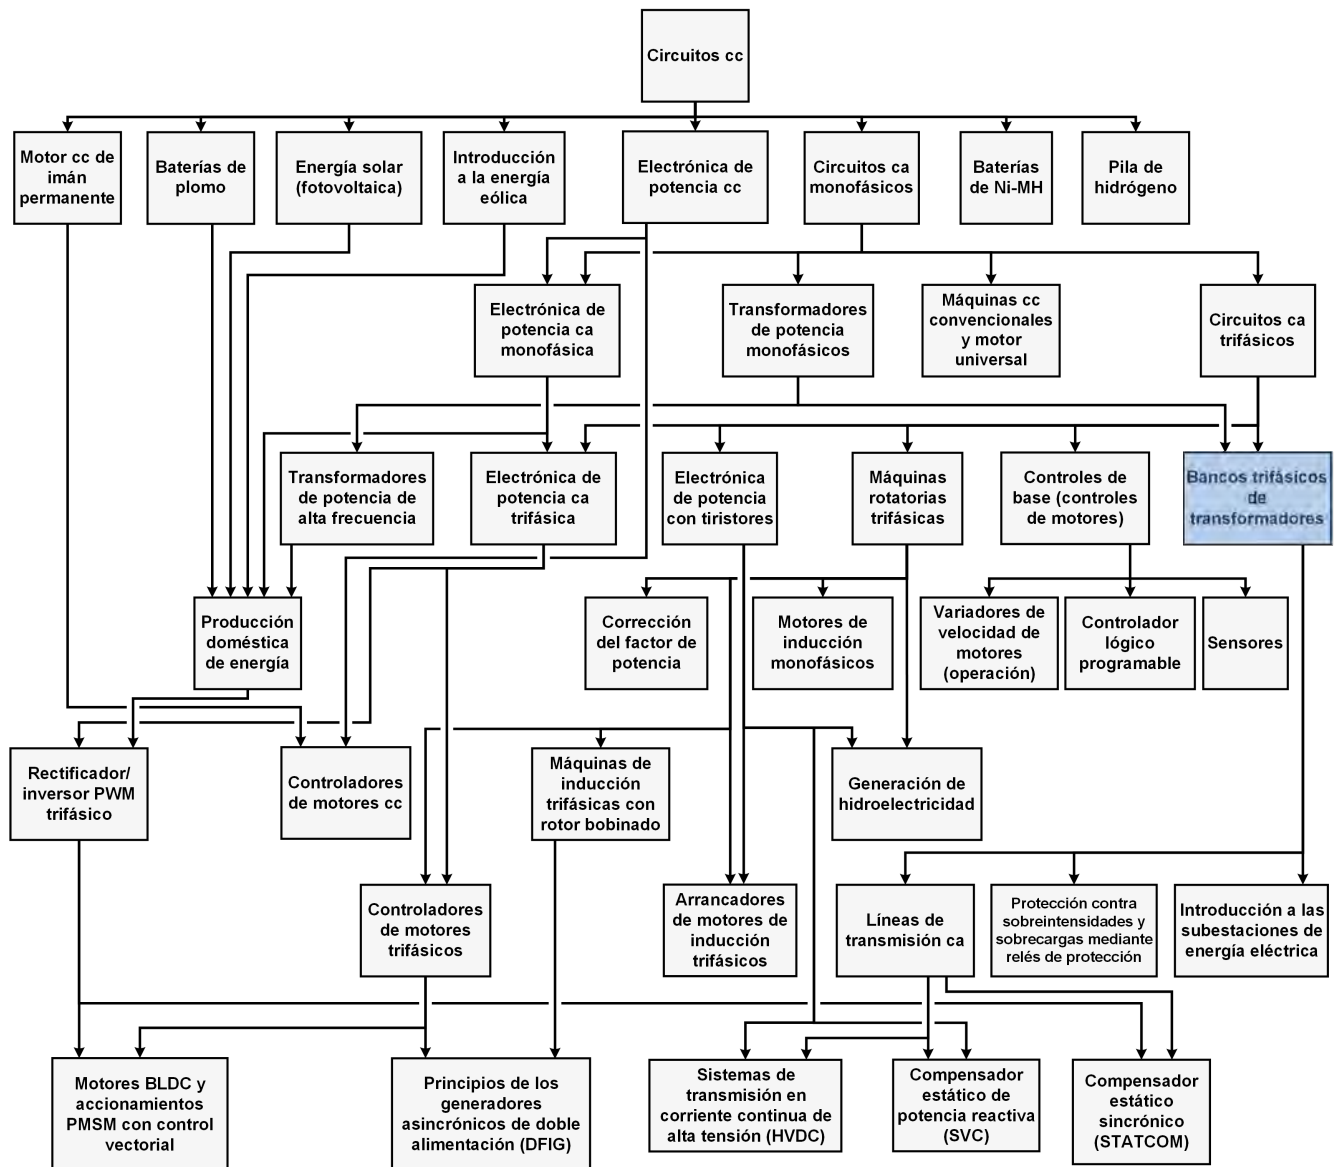 Circuitos cc
Motor cc de
imán
permanente
Baterías de
plomo
Energía solar
(fotovoltaica)
Introducción
a la energía
eólica
Electrónica de
potencia cc
Circuitos ca
monofásicos
Baterías
de Ni-MH
Pila de
hidrógeno
Electrónica de
potencia ca
monofásica
Transformadores
de potencia
monofásicos
Máquinas cc
convencionales
y motor
universal
Circuitos ca
trifásicos
Transformadores
de potencia de
alta frecuencia
Electrónica de
potencia ca
trifásica
Electrónica
de potencia
con tiristores
Máquinas
rotatorias
trifásicas
Controles de
base (controles
de motores)
Bancos trifásicos
de
transformadores
Producción
doméstica
de energía
Corrección
del factor de
potencia
Motores de
inducción
monofásicos
Variadores de
velocidad de
motores
(operación)
Controlador
lógico
programable
Sensores
Rectificador/
inversor PWM
trifásico
Controladores
de motores cc
Máquinas de
inducción
trifásicas con
rotor bobinado
Generación de
hidroelectricidad
Controladores
de motores
trifásicos
Arrancadores
de motores de
inducción
trifásicos
Líneas de
transmisión ca
Protección contra
sobreintensidades y
sobrecargas mediante
relés de protección
Introducción a las
subestaciones de
energía eléctrica
Motores BLDC y
accionamientos
PMSM con control
vectorial
Principios de los
generadores
asincrónicos de doble
alimentación (DFIG)
Sistemas de
transmisión en
corriente continua de
alta tensión (HVDC)
Compensador
estático de
potencia reactiva
(SVC)
Compensador
estático
sincrónico
(STATCOM)